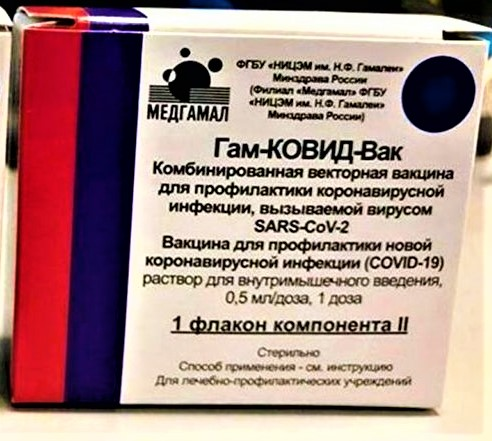 МЕДГАМАЛ
ФГБУ «НИЦЭМ им. Н.Ф. Гамалеи»
Минздрава России
(Филиал «Медгамал» ФГБУ
«НИЦЭМ им. Н.Ф. Гамалеи»
Минздрава России)
Гам-КОВИД-Вак
Комбинированная векторная вакцина
для профилактики коронавирусной
инфекции, вызываемой вирусом
SARS-CoV-2
Вакцина для профилактики новой
коронавирусной инфекции (COVID-19)
раствор для внутримышечного введения,
0,5 мл/доза, 1 доза
1 флакон компонента II
Стерильно
Способ применения - см. инструкцию
Для лечебно-профилактических учреждений